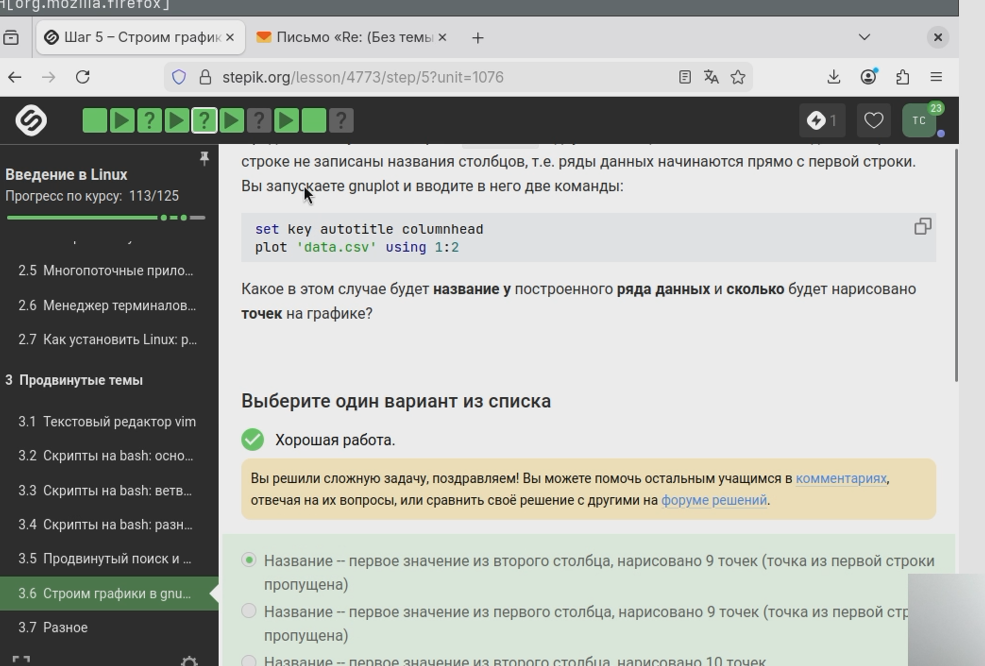 [org.mozilla.firefox]
Шаг 5 – Строим график
Письмо «Re: (Без темы
stepik.org/lesson/4773/step/5?unit=1076
1
TC
23
Введение в Linux
Прогресс по курсу: 113/125
2.5 Многопоточные прило...
2.6 Менеджер терминалов...
2.7 Как установить Linux: р...
3 Продвинутые темы
3.1 Текстовый редактор vim
3.2 Скрипты на bash: осно...
3.3 Скрипты на bash: ветв...
3.4 Скрипты на bash: разн...
3.5 Продвинутый поиск и ...
3.6 Строим графики в gnu...
3.7 Разное
строке не записаны названия столбцов, т.е. ряды данных начинаются прямо с первой строки.
Вы запускаете gnuplot и вводите в него две команды:
set key autotitle columnhead
plot 'data.csv' using 1:2
Какое в этом случае будет название у построенного ряда данных и сколько будет нарисовано
точек на графике?
Выберите один вариант из списка
Хорошая работа.
Вы решили сложную задачу, поздравляем! Вы можете помочь остальным учащимся в комментариях,
отвечая на их вопросы, или сравнить своё решение с другими на форуме решений.
Название -- первое значение из второго столбца, нарисовано 9 точек (точка из первой строки
пропущена)
Название -- первое значение из первого столбца, нарисовано 9 точек (точка из первой стр
пропущена)
Название -- первое значение из второго столбца, нарисовано 10 точек